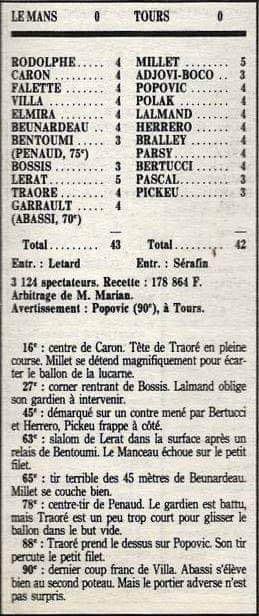 LE MANS 0 TOURS 0
RODOLPHE..... 4 MILLET ........ 5
CARON ......... 4 ADJOVI-BOCO . 3
FALETTE ....... 4 POPOVIC ...... 4
VILLA .......... 4 POLAK ......... 4
ELMIRA ........ 4 LALMAND ..... 4
BEUNARDEAU .. 4 HERRERO ..... 4
BENTOUMI .... 3 BRALLEY ...... 4
(PENAUD, 75ᵉ) PARSY ......... 4
BOSSIS ......... 3 BERTUCCI .... 4
LERAT ......... 5 PASCAL ........ 3
TRAORE ....... 4 PICKEU ........ 3
GARRAULT .... 4
(ABASSI, 70ᵉ)
Total ......... 43 Total ......... 42
Entr. : Letard Entr. : Sérafin
3 124 spectateurs. Recette : 178 864 F.
Arbitrage de M. Marian.
Avertissement : Popovic (90ᵉ), à Tours.
16ᵉ : centre de Caron. Tête de Traoré en pleine
course. Millet se détend magnifiquement pour écar-
ter le ballon de la lucarne.
27ᵉ : corner rentrant de Bossis. Lalmand oblige
son gardien à intervenir.
45ᵉ : démarqué sur un contre mené par Bertucci
et Herrero, Pickeu frappe à côté.
63ᵉ : slalom de Lerat dans la surface après un
relais de Bentoumi. Le Manceau échoue sur le petit
filet.
65ᵉ : tir terrible des 45 mètres de Beunardeau.
Millet se couche bien.
78ᵉ : centre-tir de Penaud. Le gardien est battu,
mais Traoré est un peu trop court pour glisser le
ballon dans le but vide.
88ᵉ : Traoré prend le dessus sur Popovic. Son tir
percute le petit filet.
90ᵉ : dernier coup franc de Villa. Abassi s'élève
bien au second poteau. Mais le portier adverse n'est
pas surpris.